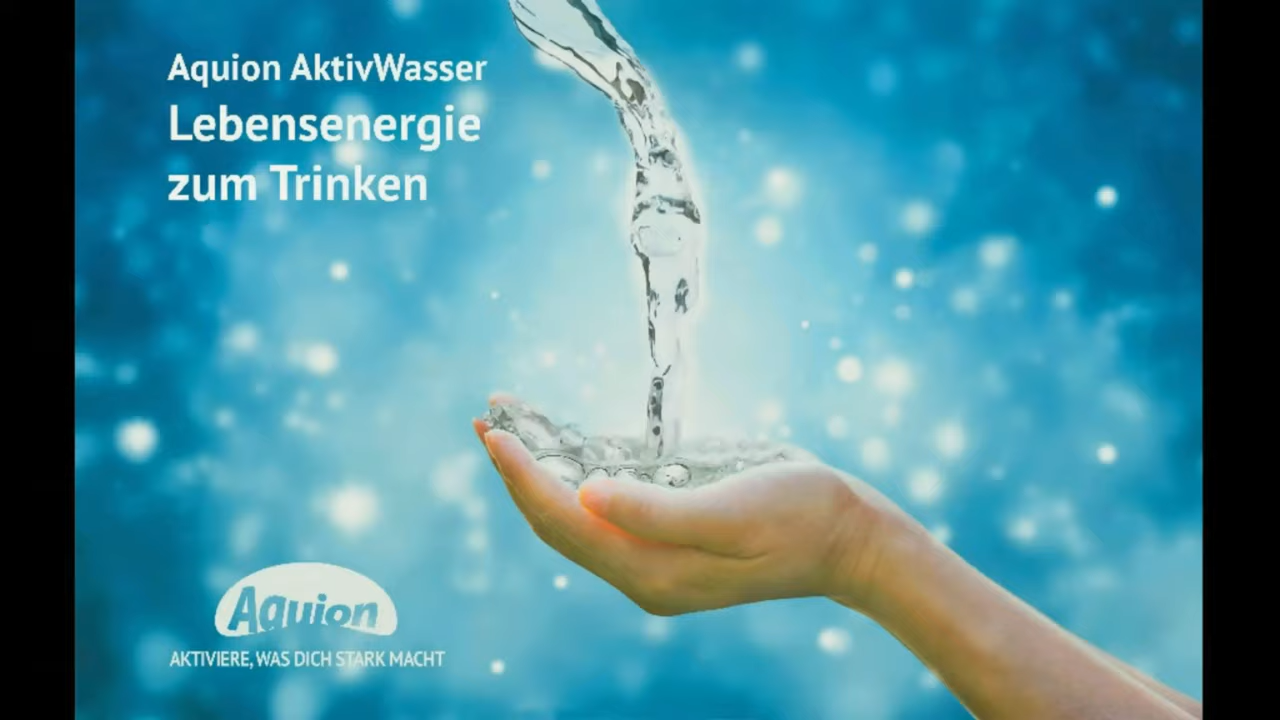 Aquion AktivWasser
Lebensenergie
zum Trinken
Aquion
AKTIVIERE, WAS DICH STARK MACHT